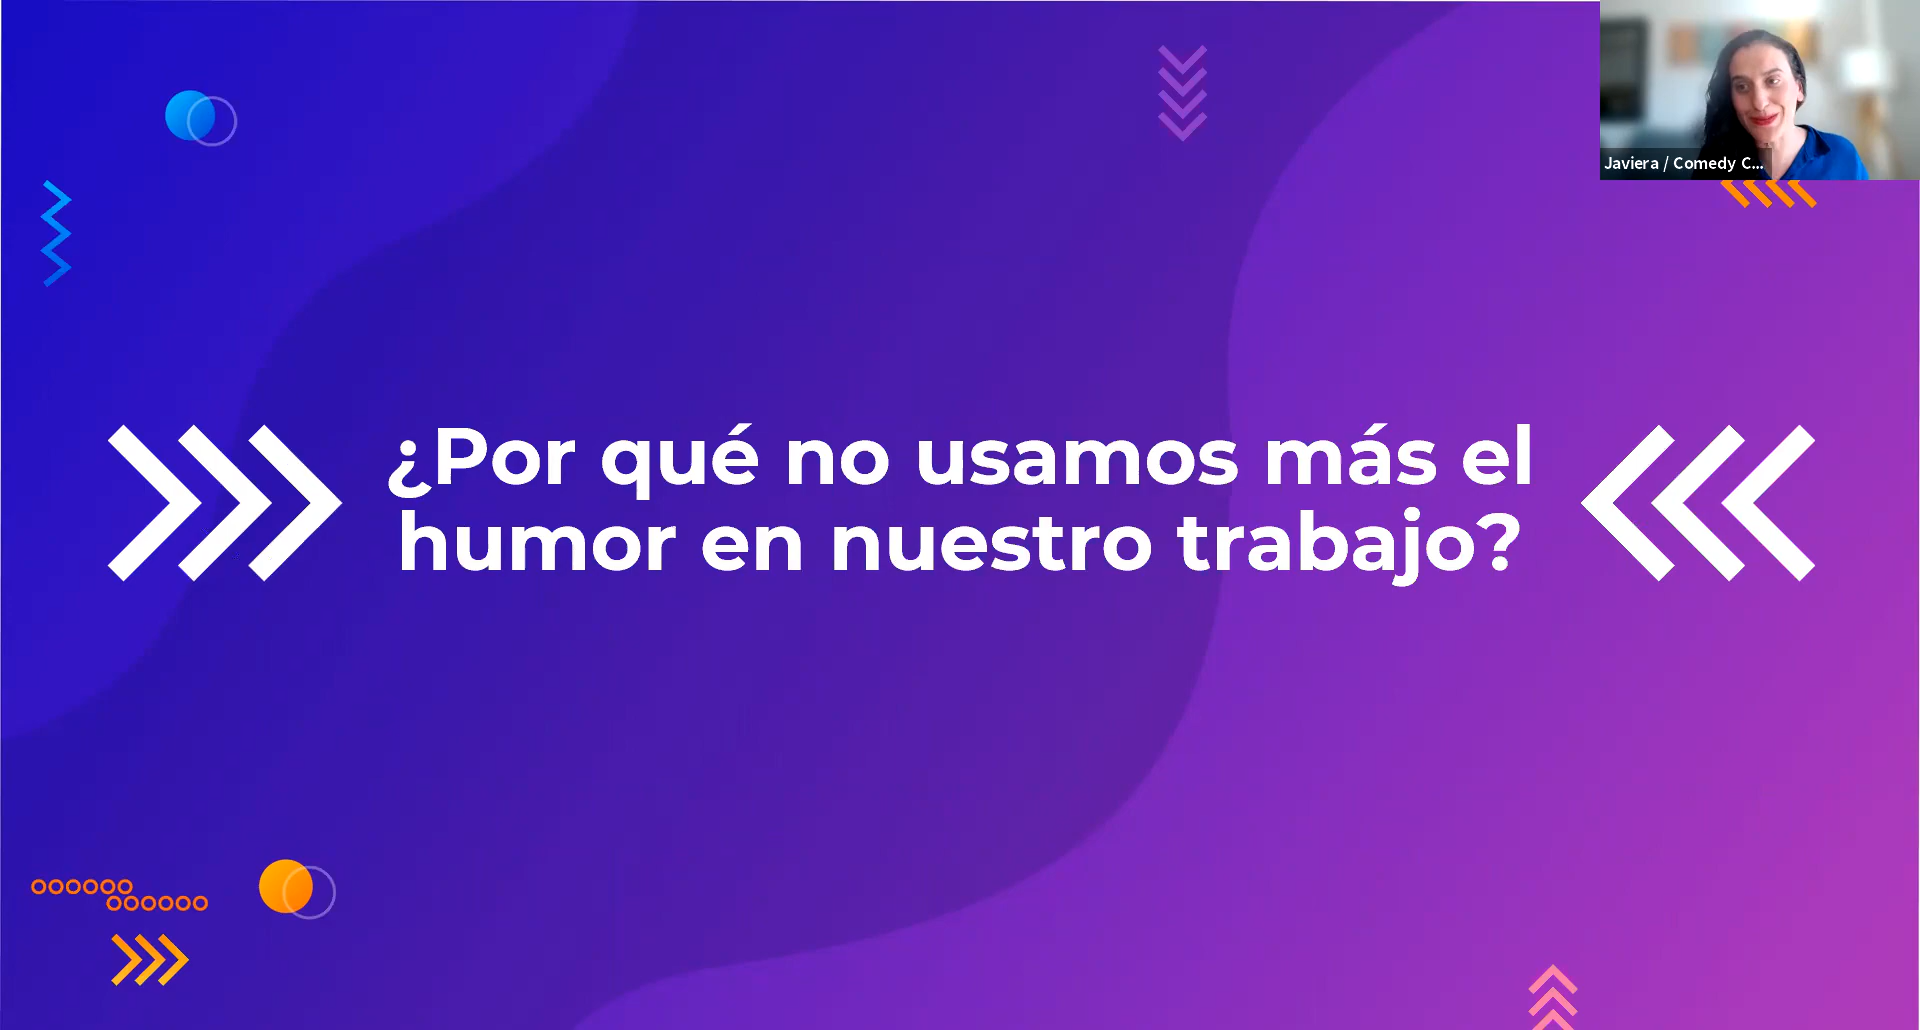 Javiera / Comedy C...
¿Por qué no usamos más el
humor en nuestro trabajo?